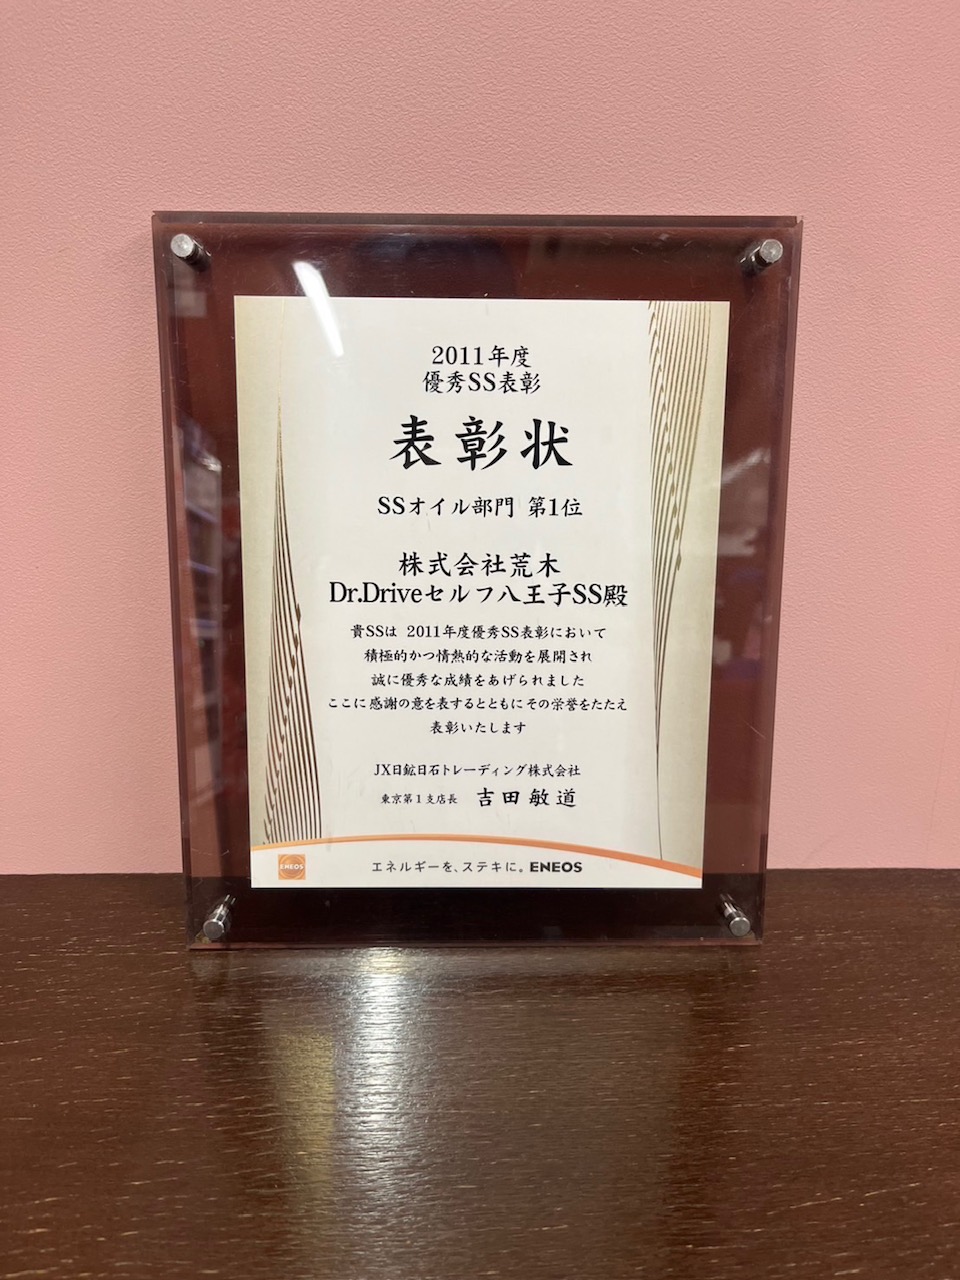 2011年度
優秀SS表彰
表彰状
SSオイル部門 第1位
株式会社荒木
Dr.Driveセルフ八王子SS殿
貴SSは 2011年度優秀SS表彰において
積極的かつ情熱的な活動を展開され
誠に優秀な成績をあげられました
ここに感謝の意を表するとともにその栄誉をたたえ
表彰いたします
JX日鉱日石トレーディング株式会社
東京第1支店長 吉田敏道
ENEOS
エネルギーを、ステキに。ENEOS